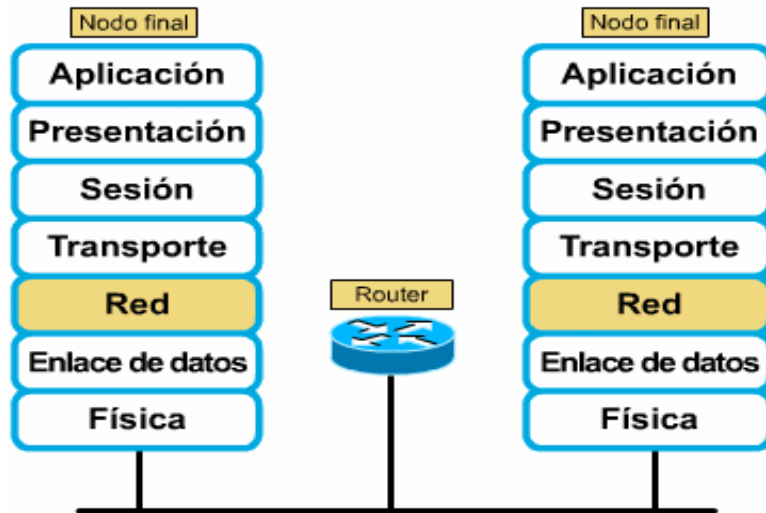 Nodo final
Aplicación
Presentación
Sesión
Transporte
Red
Enlace de datos
Física
Router
Nodo final
Aplicación
Presentación
Sesión
Transporte
Red
Enlace de datos
Física